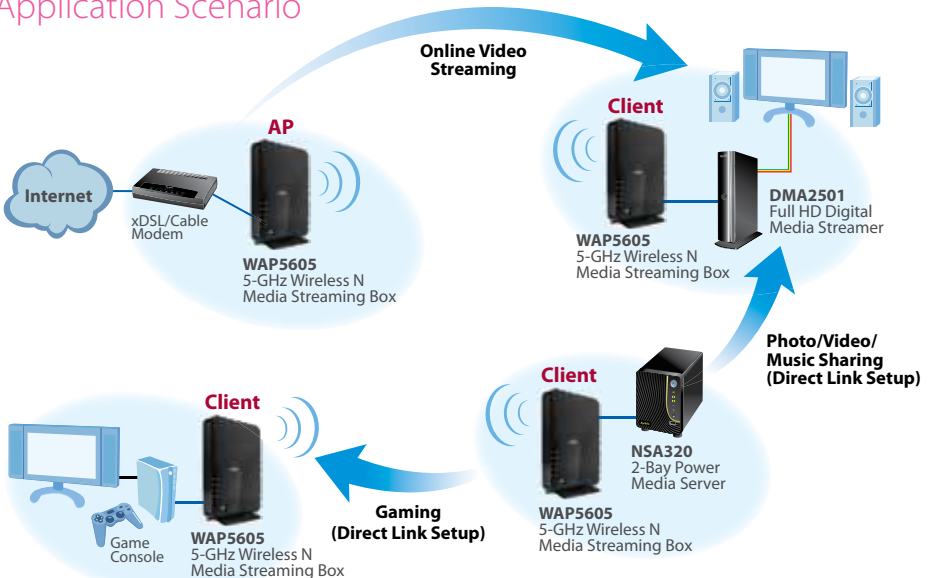 Application Scenario
Online Video
Streaming
AP
Client
Internet
xDSL/Cable
Modem
WAP5605
5-GHz Wireless N
Media Streaming Box
WAP5605
5-GHz Wireless N
Media Streaming Box
DMA2501
Full HD Digital
Media Streamer
Photo/Video/
Music Sharing
(Direct Link Setup)
Client
Client
NSA320
2-Bay Power
Media Server
Gaming
(Direct Link Setup)
Game
Console
WAP5605
5-GHz Wireless N
Media Streaming Box
WAP5605
5-GHz Wireless N
Media Streaming Box